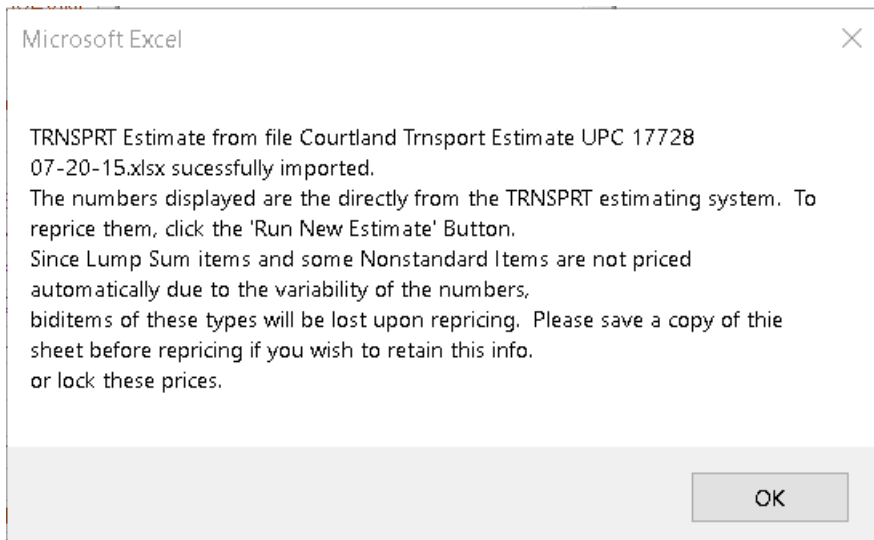 Microsoft Excel
TRNSPRT Estimate from file Courtland Trnsport Estimate UPC 17728
07-20-15.xlsx sucessfully imported.
The numbers displayed are the directly from the TRNSPRT estimating system.  To
reprice them, click the 'Run New Estimate' Button.
Since Lump Sum items and some Nonstandard Items are not priced
automatically due to the variability of the numbers,
biditems of these types will be lost upon repricing.  Please save a copy of thie
sheet before repricing if you wish to retain this info.
or lock these prices.
OK